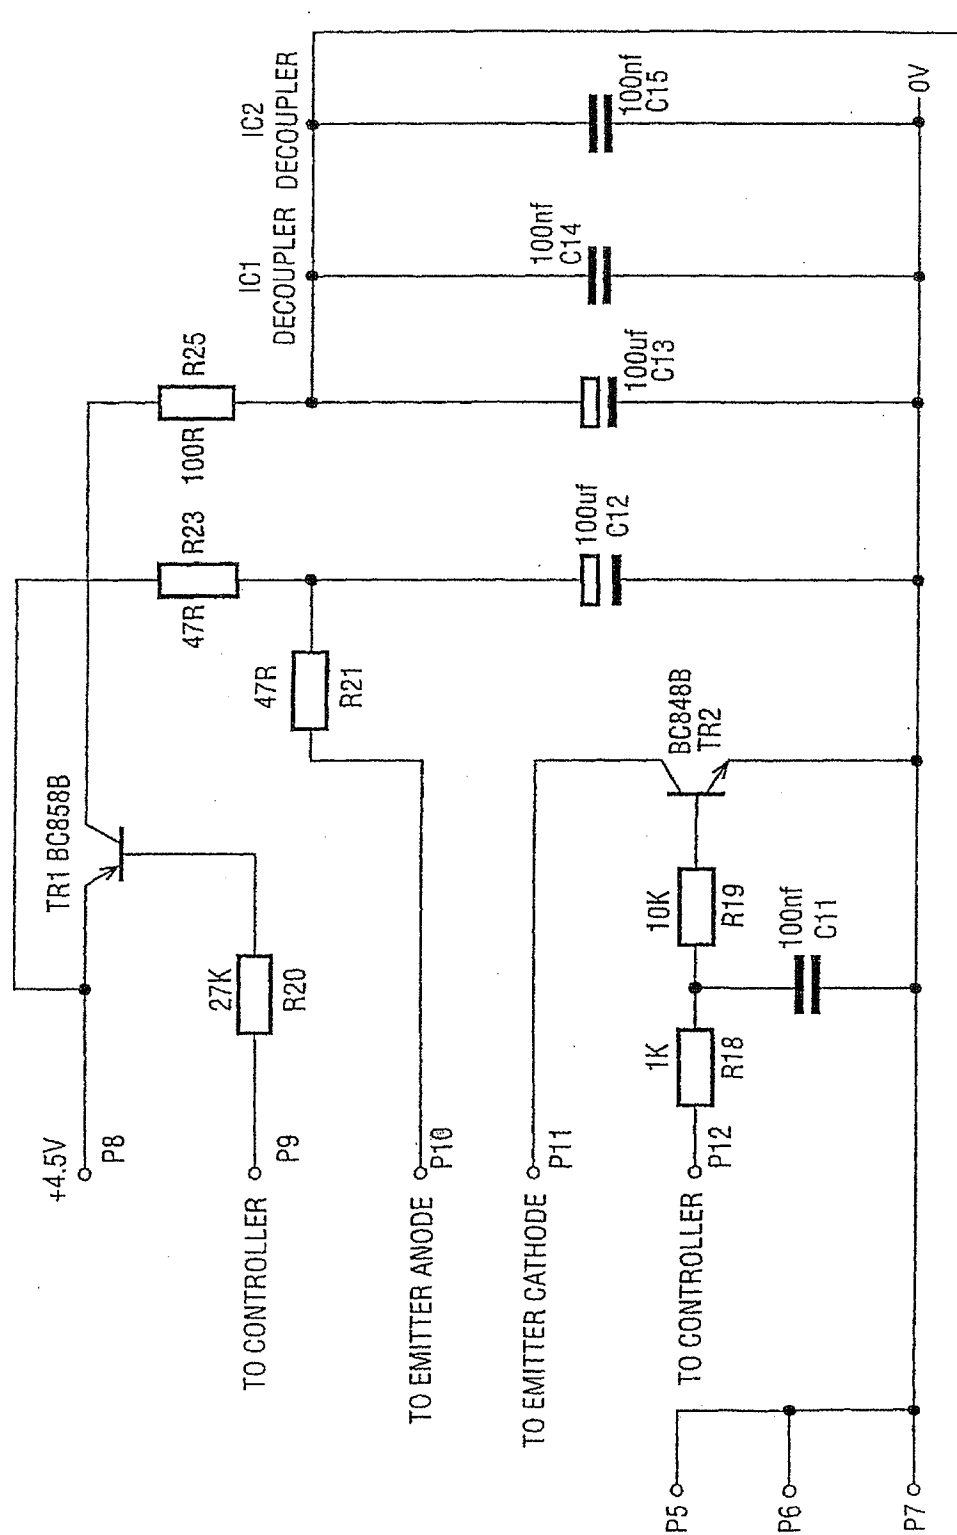 +4.5V
P8
TR1 BC858B
TO CONTROLLER
P9
27K
R20
TO EMITTER ANODE
P10
47R
R21
47R
R23
100R
R25
IC1
DECOUPLER
IC2
DECOUPLER
TO EMITTER CATHODE
P11
TO CONTROLLER
P12
1K
R18
10K
R19
100nf
C11
BC848B
TR2
100uf
C12
100uf
C13
100nf
C14
100nf
C15
0V
P5
P6
P7